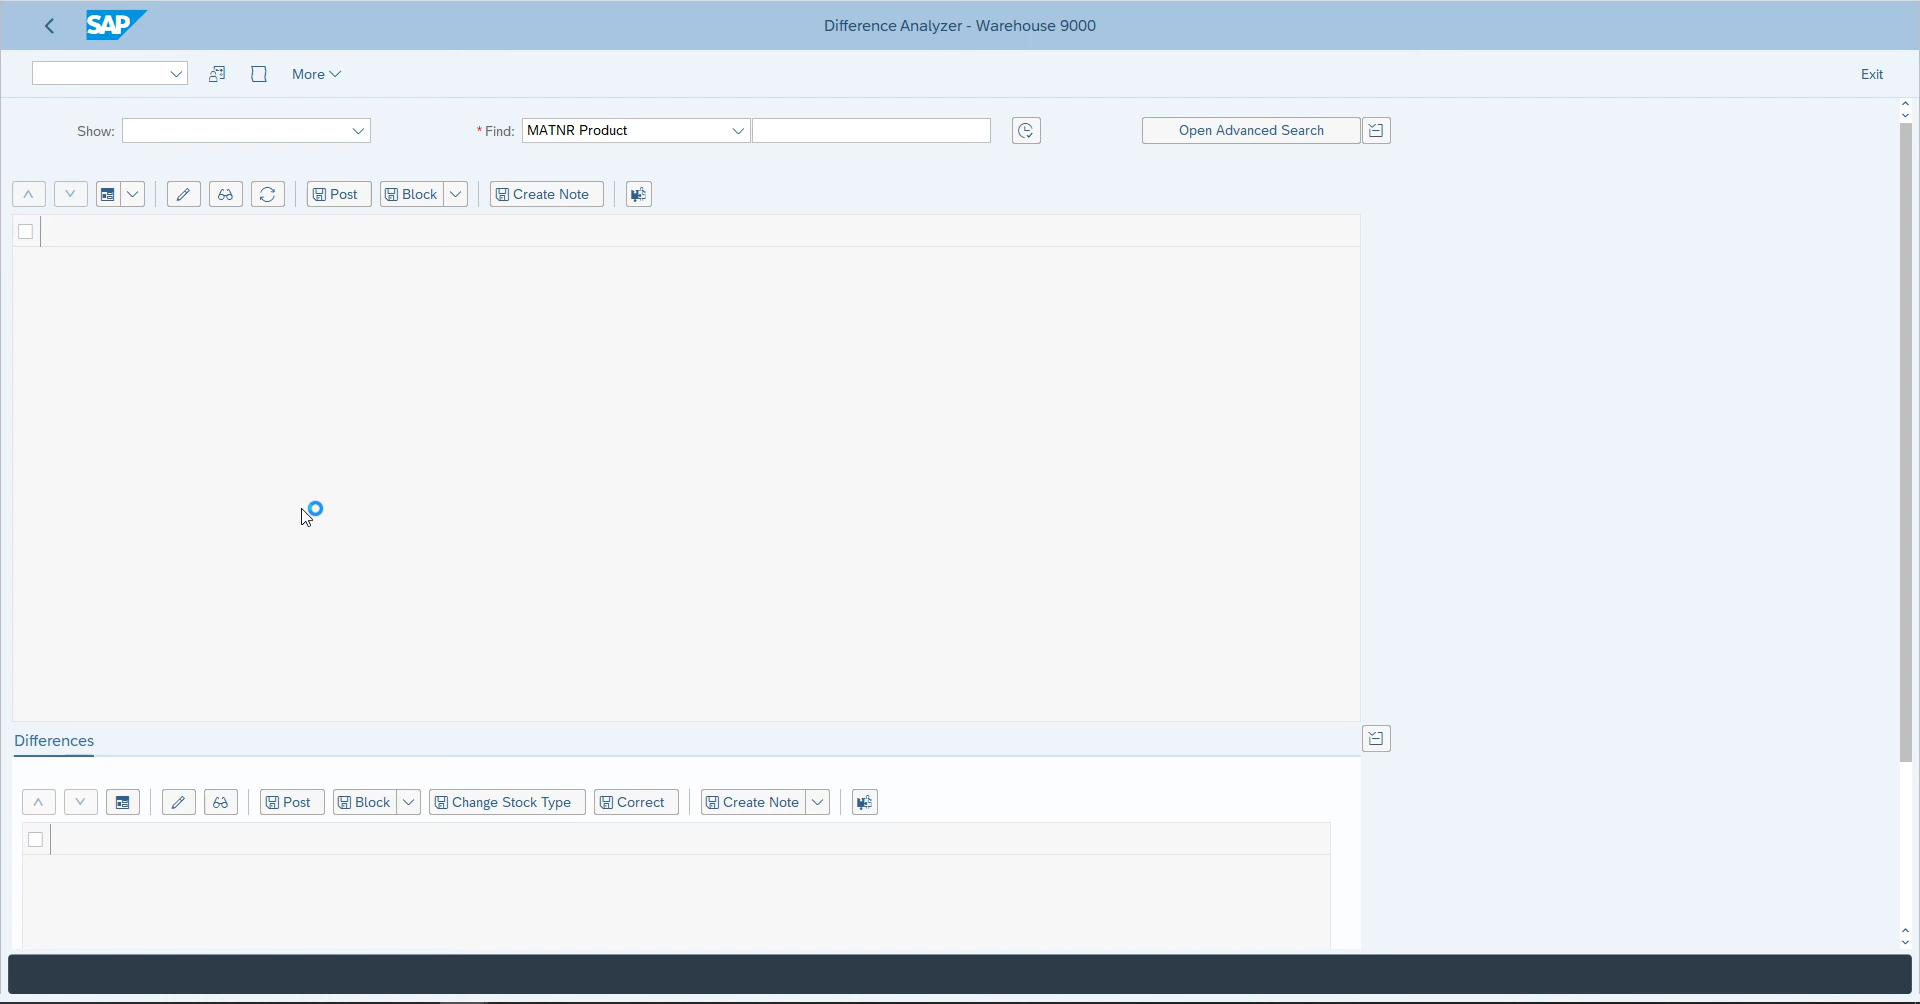 SAP
Difference Analyzer - Warehouse 9000
More
Exit
Show:
* Find:
MATNR Product
Open Advanced Search
Post
Block
Create Note
Differences
Post
Block
Change Stock Type
Correct
Create Note